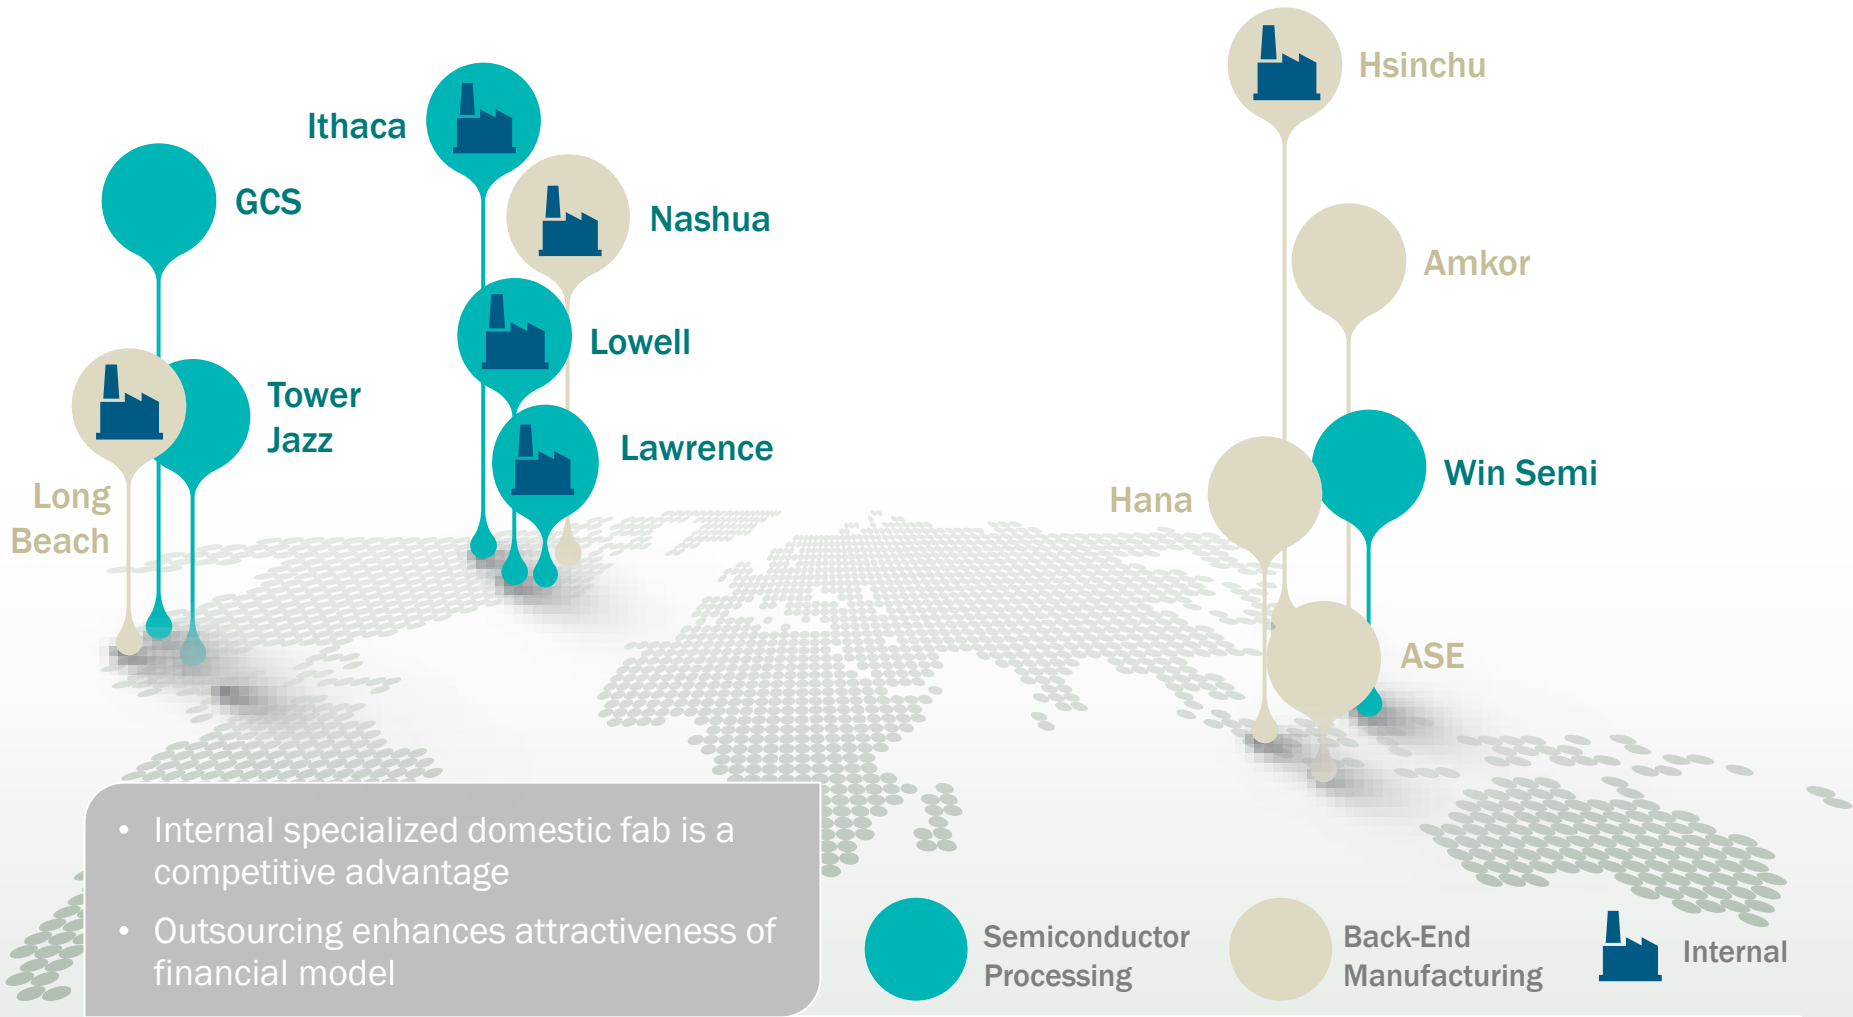 Hsinchu
Ithaca
GCS
Nashua
Amkor
Lowell
Tower
Jazz
Lawrence
Win Semi
Long
Beach
Hana
ASE
• Internal specialized domestic fab is a
competitive advantage
• Outsourcing enhances attractiveness of
financial model
Semiconductor
Processing
Back-End
Manufacturing
Internal